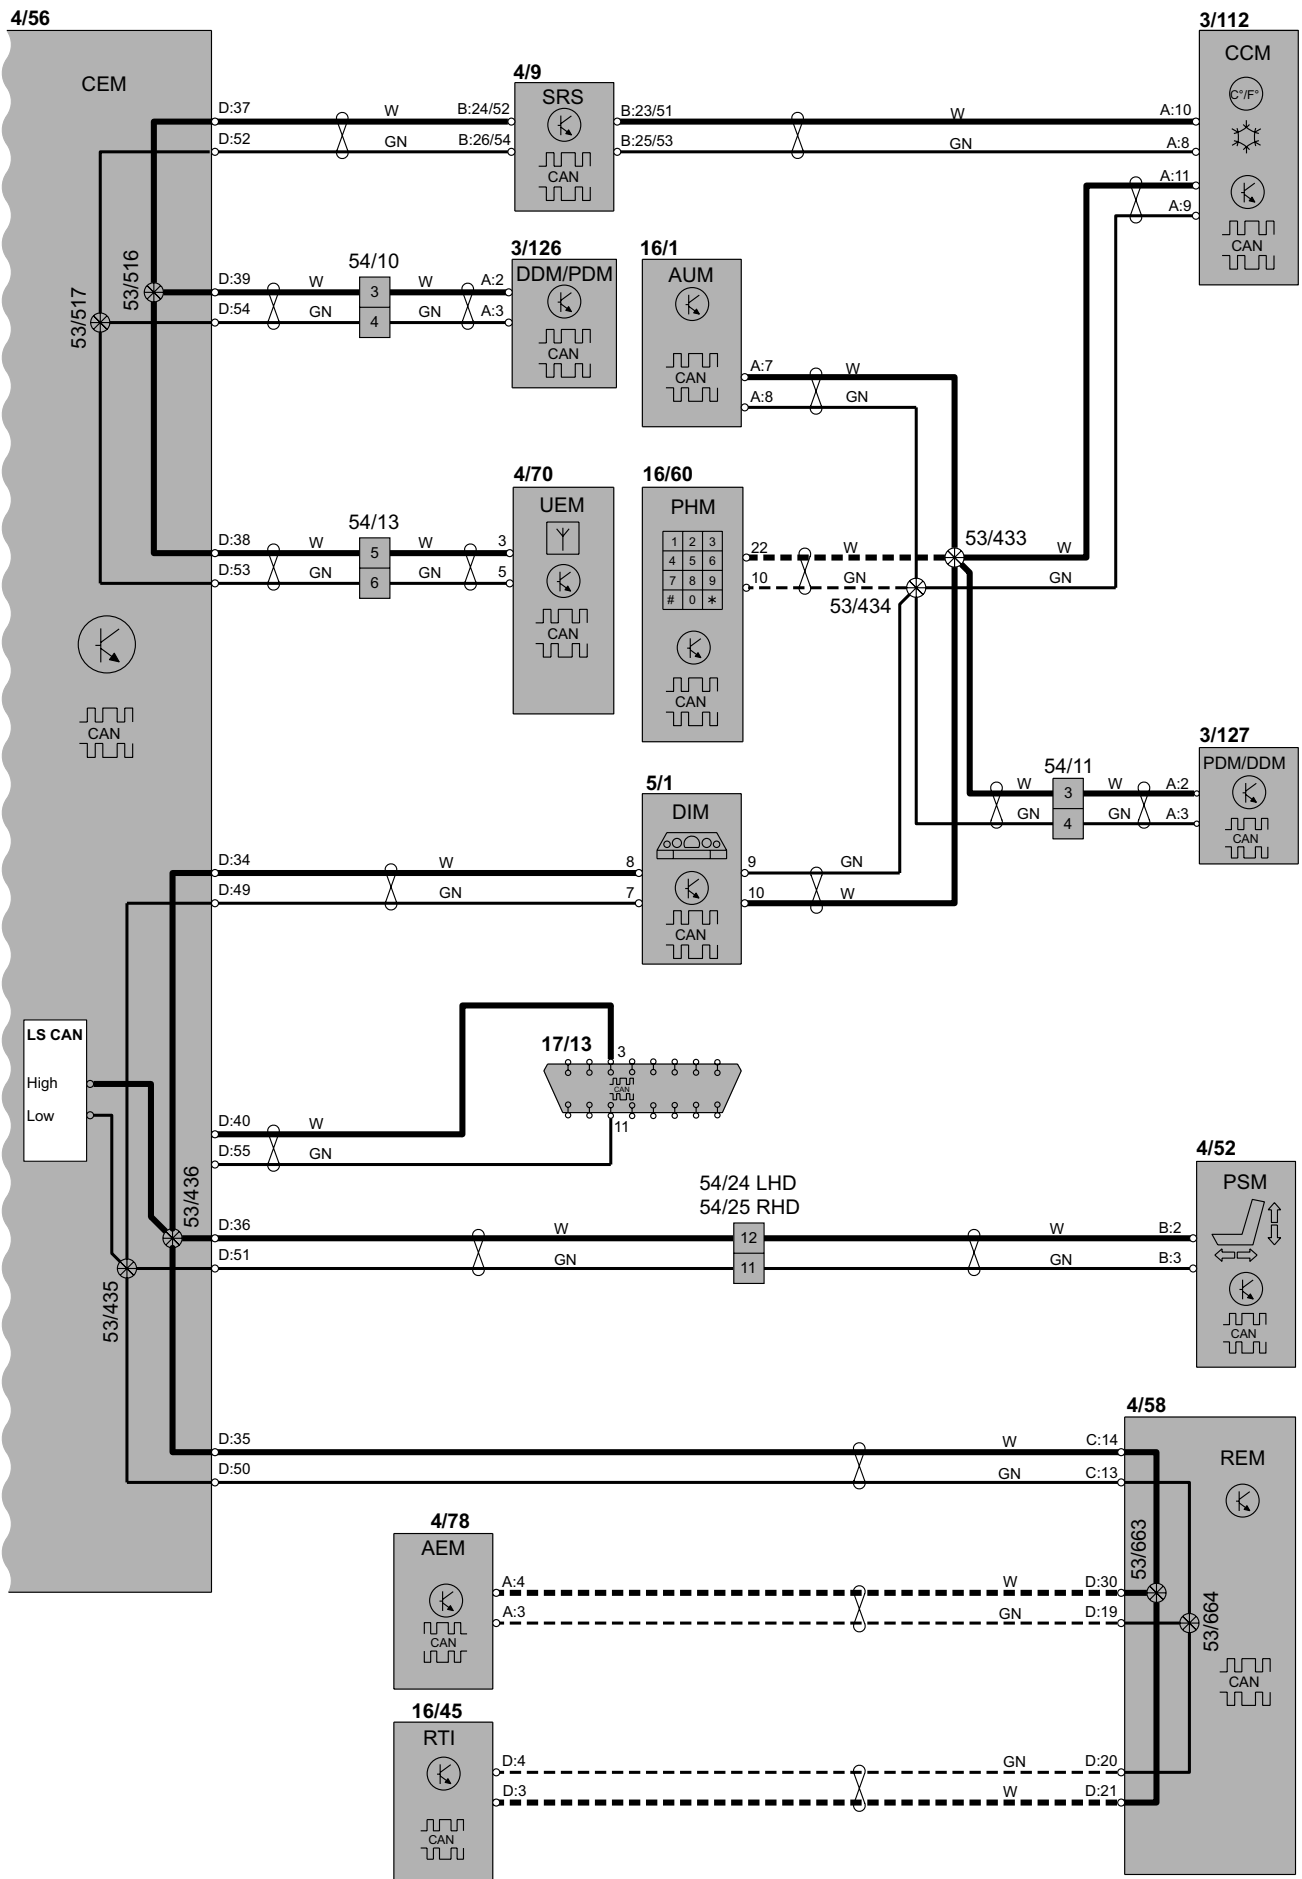 4/56
CEM
D:37
W
B:24/52
D:52
GN
B:26/54
4/9
SRS
CAN
B:23/51
W
A:10
B:25/53
GN
A:8
3/112
CCM
C°/F°
A:11
A:9
CAN
53/516
53/517
D:39
W
54/10
3
W
A:2
D:54
GN
4
GN
A:3
3/126
DDM/PDM
CAN
16/1
AUM
CAN
A:7
W
A:8
GN
D:38
W
54/13
5
W
3
D:53
GN
6
GN
5
4/70
UEM
CAN
16/60
PHM
1 2 3
4 5 6
7 8 9
# 0 *
CAN
22
W
53/433
W
10
GN
53/434
GN
CAN
3/127
PDM/DDM
CAN
54/11
W
3
W
A:2
GN
4
GN
A:3
5/1
DIM
CAN
D:34
W
8
D:49
GN
7
9
GN
10
W
LS CAN
High
Low
17/13
3
CAN
11
D:40
W
D:55
GN
53/436
53/435
54/24 LHD
54/25 RHD
D:36
W
12
W
B:2
D:51
GN
11
GN
B:3
4/52
PSM
CAN
D:35
W
C:14
D:50
GN
C:13
4/58
REM
53/663
53/664
CAN
4/78
AEM
CAN
A:4
W
D:30
A:3
GN
D:19
16/45
RTI
CAN
D:4
GN
D:20
D:3
W
D:21